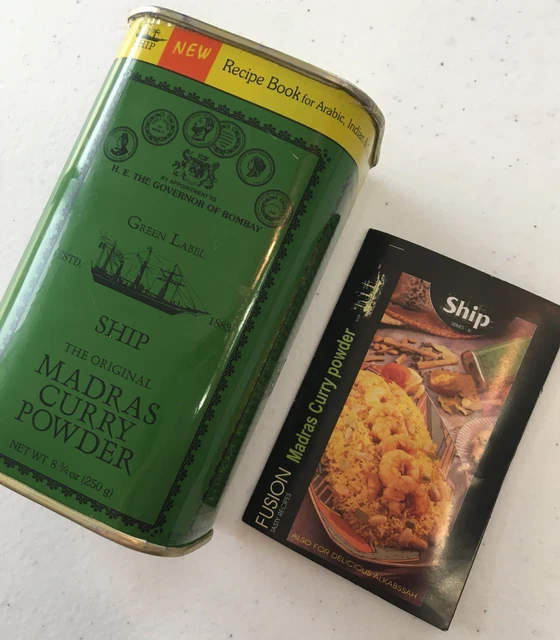 SHIP
NEW
Recipe Book for Arabic, Indian
BY APPOINTMENT TO
H. E. THE GOVERNOR OF BOMBAY
GREEN LABEL
ESTD.
1883
SHIP
THE ORIGINAL
MADRAS
CURRY
POWDER
NET WT. 8 ¾ oz (250 g)
Ship
FUSION Madras Curry powder
TASTY RECIPES
ALSO FOR DELICIOUS ALKABSSAH